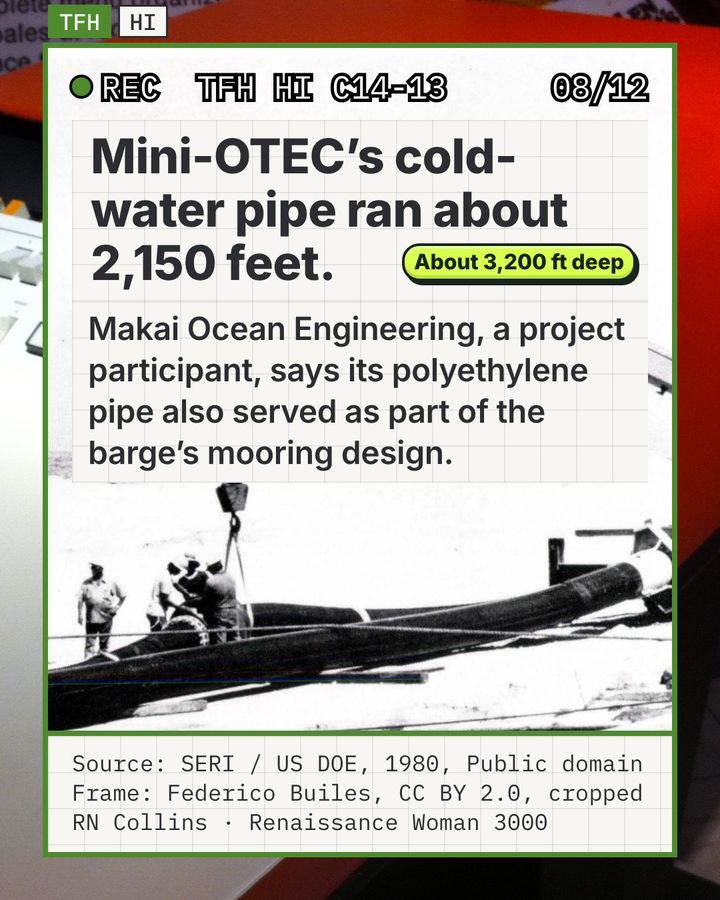 TFH HI
REC TFH HI C14-13 08/12
Mini-OTEC’s cold-
water pipe ran about
2,150 feet.
About 3,200 ft deep
Makai Ocean Engineering, a project
participant, says its polyethylene
pipe also served as part of the
barge’s mooring design.
Source: SERI / US DOE, 1980, Public domain
Frame: Federico Builes, CC BY 2.0, cropped
RN Collins · Renaissance Woman 3000